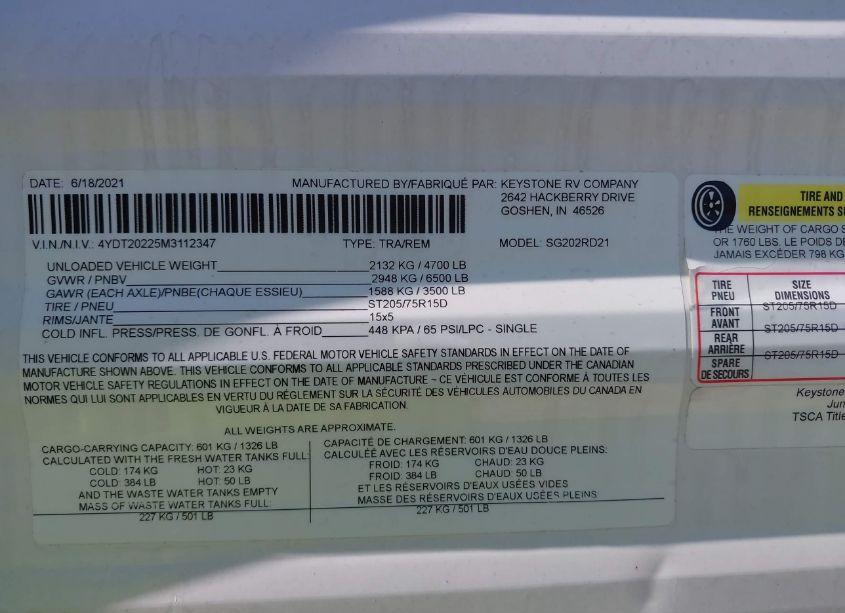 DATE: 6/18/2021 MANUFACTURED BY/FABRIQUÉ PAR: KEYSTONE RV COMPANY
2642 HACKBERRY DRIVE
GOSHEN, IN 46526
V.I.N./N.I.V.: 4YDT20225M3112347 TYPE: TRA/REM MODEL: SG202RD21
UNLOADED VEHICLE WEIGHT 2132 KG / 4700 LB
GVWR / PNBV 2948 KG / 6500 LB
GAWR (EACH AXLE)/PNBE(CHAQUE ESSIEU) 1588 KG / 3500 LB
TIRE / PNEU ST205/75R15D
RIMS/JANTE 15x5
COLD INFL. PRESS/PRESS. DE GONFL. À FROID 448 KPA / 65 PSI/LPC - SINGLE
THIS VEHICLE CONFORMS TO ALL APPLICABLE U.S. FEDERAL MOTOR VEHICLE SAFETY STANDARDS IN EFFECT ON THE DATE OF
MANUFACTURE SHOWN ABOVE. THIS VEHICLE CONFORMS TO ALL APPLICABLE STANDARDS PRESCRIBED UNDER THE CANADIAN
MOTOR VEHICLE SAFETY REGULATIONS IN EFFECT ON THE DATE OF MANUFACTURE ~ CE VÉHICULE EST CONFORME À TOUTES LES
NORMES QUI LUI SONT APPLICABLES EN VERTU DU RÉGLEMENT SUR LA SÉCURITÉ DES VÉHICULES AUTOMOBILES DU CANADA EN
VIGUEUR À LA DATE DE SA FABRICATION.
ALL WEIGHTS ARE APPROXIMATE.
CARGO-CARRYING CAPACITY: 601 KG / 1326 LB
CALCULATED WITH THE FRESH WATER TANKS FULL:
COLD: 174 KG HOT: 23 KG
COLD: 384 LB HOT: 50 LB
AND THE WASTE WATER TANKS EMPTY
MASS OF WASTE WATER TANKS FULL:
227 KG / 501 LB
CAPACITÉ DE CHARGEMENT: 601 KG / 1326 LB
CALCULÉE AVEC LES RÉSERVOIRS D'EAU DOUCE PLEINS:
FROID: 174 KG CHAUD: 23 KG
FROID: 384 LB CHAUD: 50 LB
ET LES RÉSERVOIRS D'EAUX USÉES VIDES
MASSE DES RÉSERVOIRS D'EAUX USÉES PLEINS
227 KG / 501 LB
TIRE AND
RENSEIGNEMENTS
THE WEIGHT OF CARGO
OR 1760 LBS. LE POIDS DE
JAMAIS EXCÉDER 798 KG
TIRE SIZE
PNEU DIMENSIONS
FRONT ST205/75R15D
AVANT
REAR ST205/75R15D
ARRIÈRE
SPARE ST205/75R15D
DE SECOURS
Keystone
TSCA